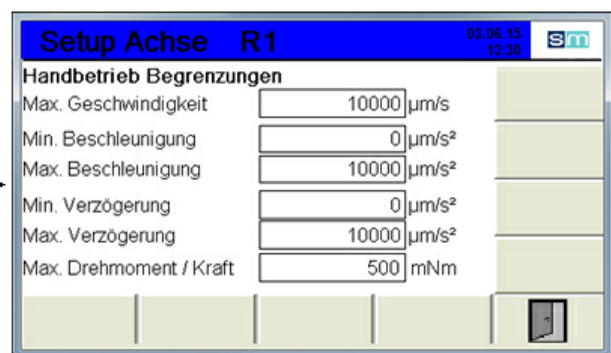 Setup Achse R1 03.06.15
13:30
sm
Handbetrieb Begrenzungen
Max. Geschwindigkeit 10000 µm/s
Min. Beschleunigung 0 µm/s²
Max. Beschleunigung 10000 µm/s²
Min. Verzögerung 0 µm/s²
Max. Verzögerung 10000 µm/s²
Max. Drehmoment / Kraft 500 mNm